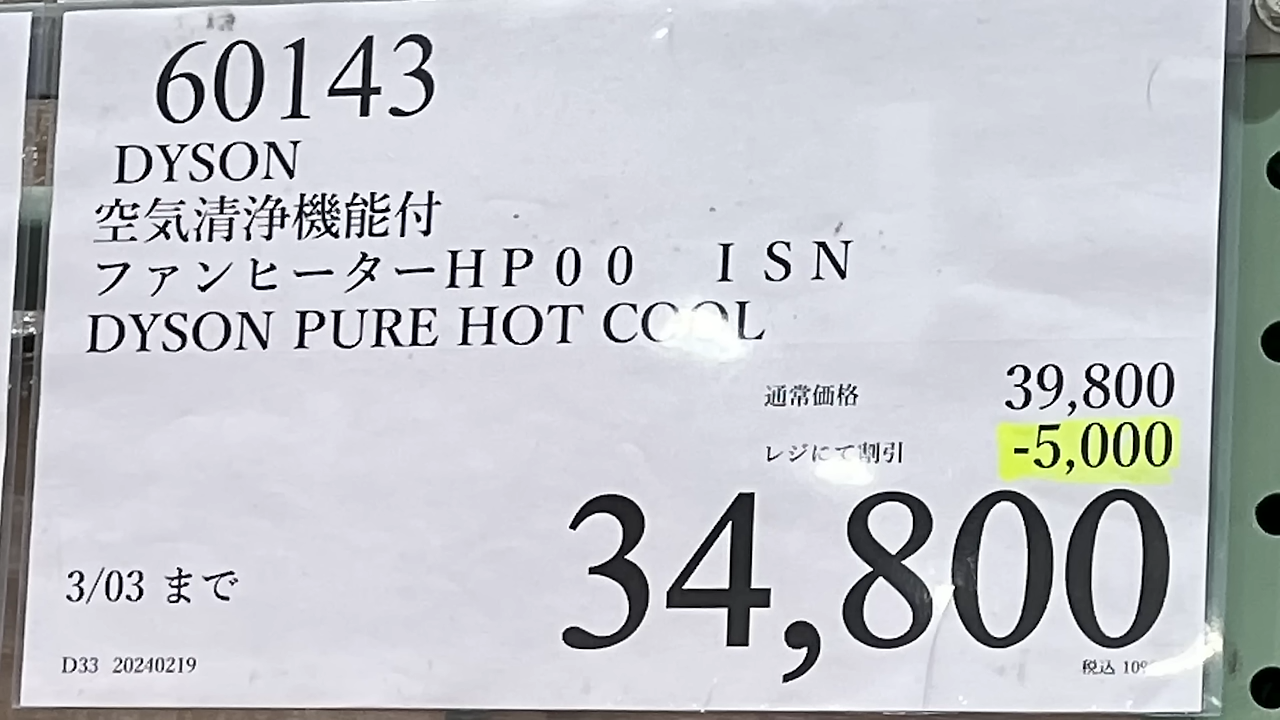 60143
DYSON
空気清浄機能付
ファンヒーターHP00 ISN
DYSON PURE HOT COOL
通常価格 39,800
レジにて割引 -5,000
34,800
3/03 まで
D33 20240219
税込 10%